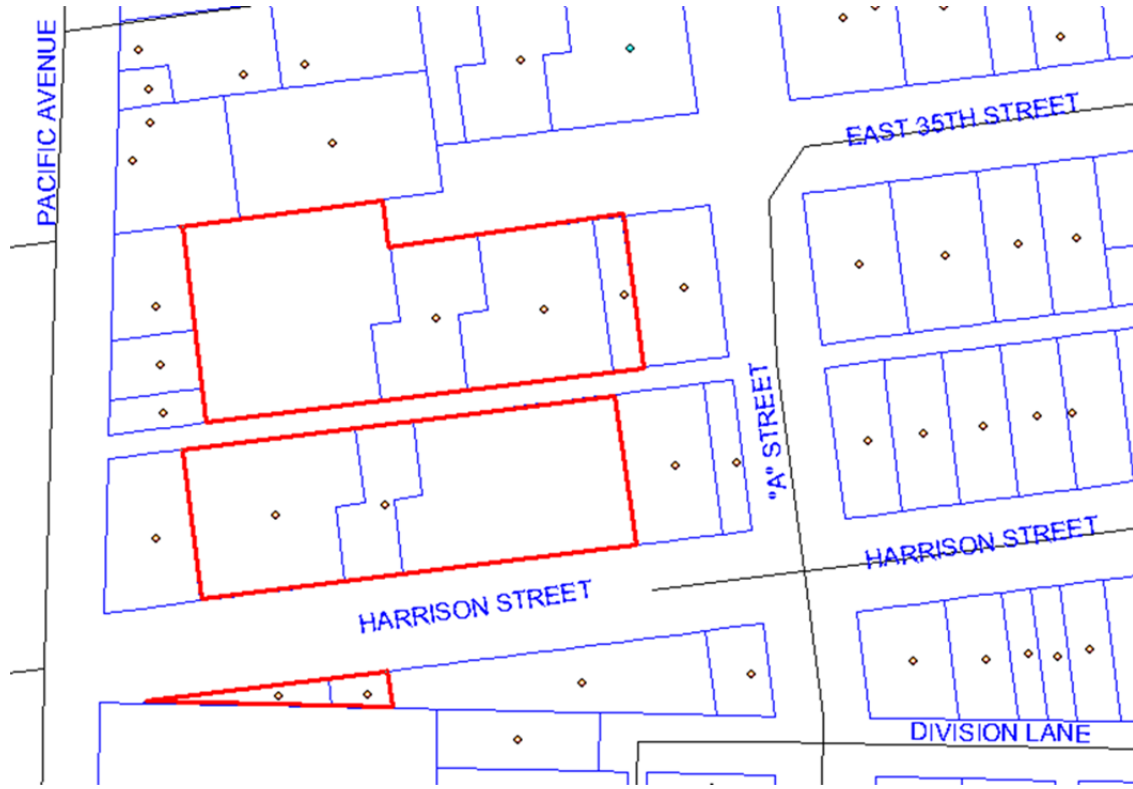 PACIFIC AVENUE
EAST 35TH STREET
"A" STREET
HARRISON STREET
HARRISON STREET
DIVISION LANE